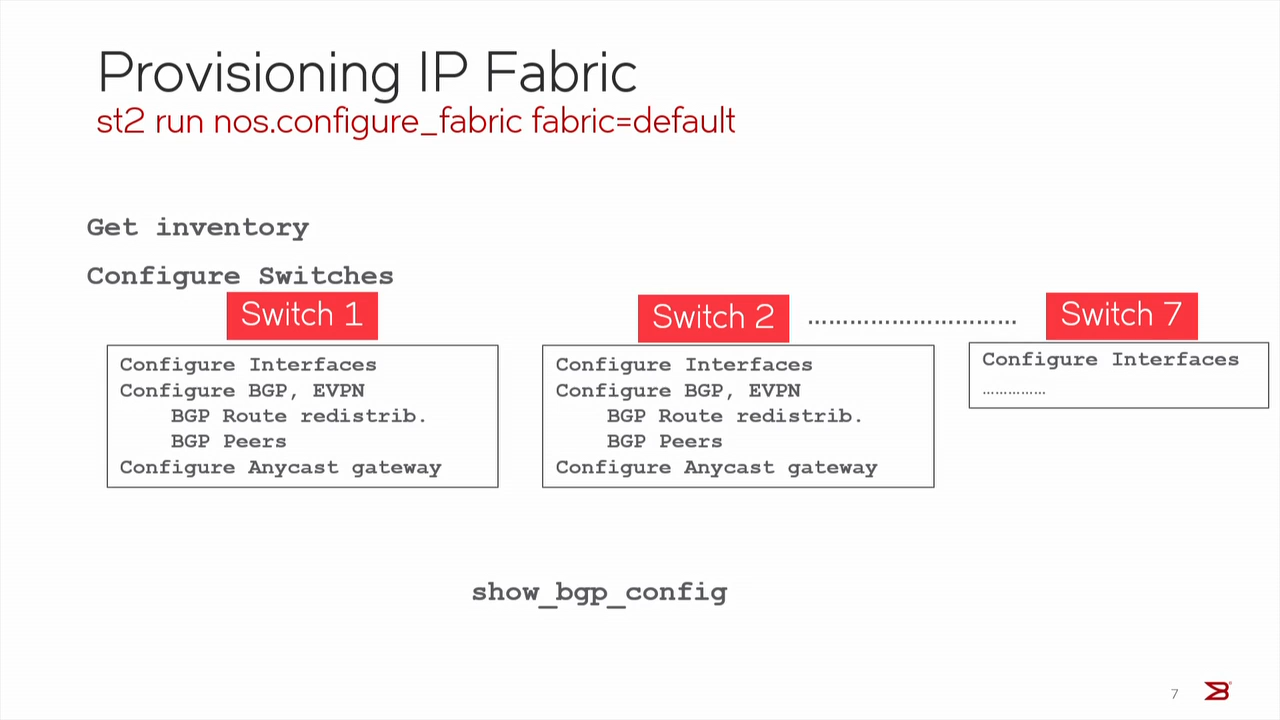 Provisioning IP Fabric
st2 run nos.configure_fabric fabric=default
Get inventory
Configure Switches
Switch 1
Configure Interfaces
Configure BGP, EVPN
BGP Route redistrib.
BGP Peers
Configure Anycast gateway
Switch 2
Configure Interfaces
Configure BGP, EVPN
BGP Route redistrib.
BGP Peers
Configure Anycast gateway
..............................
Switch 7
Configure Interfaces
...............
show_bgp_config
7